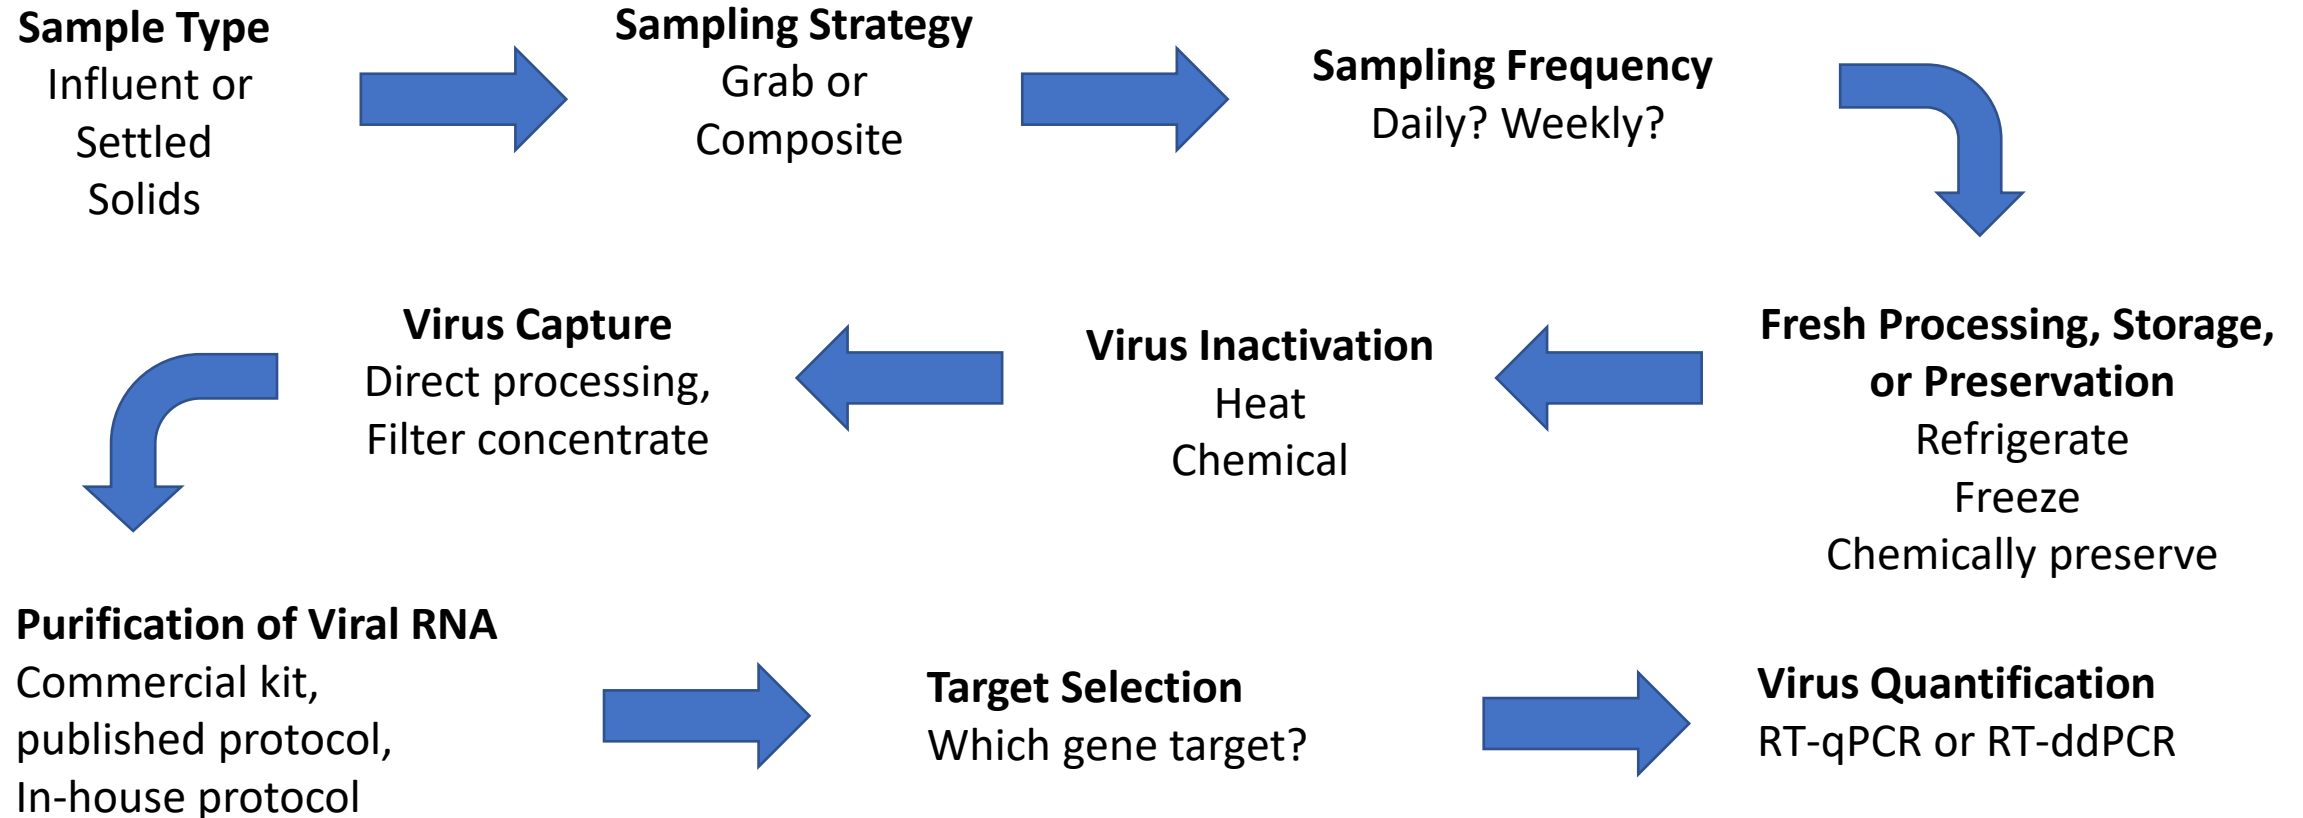 Sample Type
Influent or
Settled
Solids
Sampling Strategy
Grab or
Composite
Sampling Frequency
Daily? Weekly?
Fresh Processing, Storage,
or Preservation
Refrigerate
Freeze
Chemically preserve
Virus Inactivation
Heat
Chemical
Virus Capture
Direct processing,
Filter concentrate
Purification of Viral RNA
Commercial kit,
published protocol,
In-house protocol
Target Selection
Which gene target?
Virus Quantification
RT-qPCR or RT-ddPCR